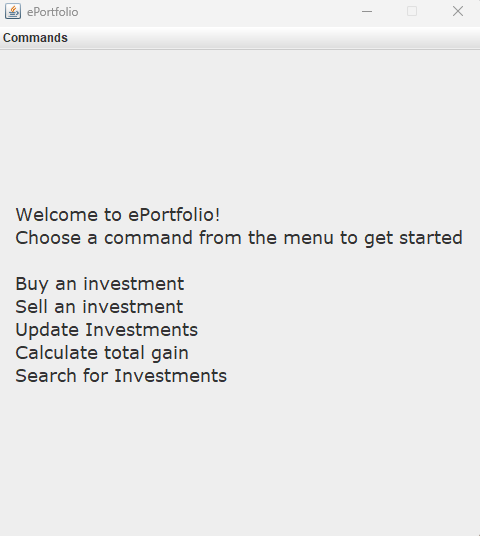 ePortfolio
Commands
Welcome to ePortfolio!
Choose a command from the menu to get started
Buy an investment
Sell an investment
Update Investments
Calculate total gain
Search for Investments